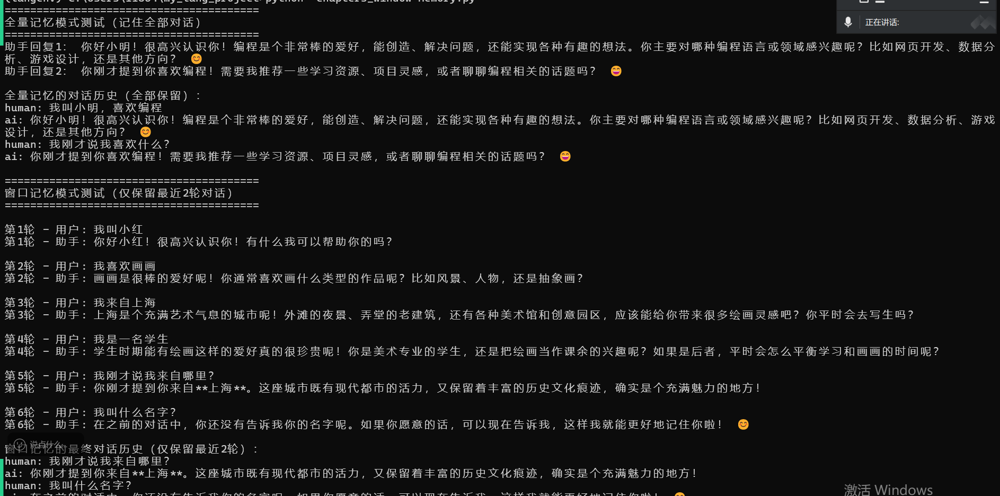 ========================================
全量记忆模式测试（记住全部对话）
========================================
正在讲话:
助手回复1： 你好小明！很高兴认识你！编程是个非常棒的爱好，能创造、解决问题，还能实现各种有趣的想法。你主要对哪种编程语言或领域感兴趣呢？比如网页开发、数据分
析、游戏设计，还是其他方向？ 😊
助手回复2： 你刚才提到你喜欢编程！需要我推荐一些学习资源、项目灵感，或者聊聊编程相关的话题吗？ 😄
全量记忆的对话历史（全部保留）：
human: 我叫小明，喜欢编程
ai: 你好小明！很高兴认识你！编程是个非常棒的爱好，能创造、解决问题，还能实现各种有趣的想法。你主要对哪种编程语言或领域感兴趣呢？比如网页开发、数据分析、游戏
设计，还是其他方向？ 😊
human: 我刚才说我喜欢什么？
ai: 你刚才提到你喜欢编程！需要我推荐一些学习资源、项目灵感，或者聊聊编程相关的话题吗？ 😄
========================================
窗口记忆模式测试（仅保留最近2轮对话）
========================================
第1轮 - 用户：我叫小红
第1轮 - 助手：你好小红！很高兴认识你！有什么我可以帮助你的吗？
第2轮 - 用户：我喜欢画画
第2轮 - 助手：画画是很棒的爱好呢！你通常喜欢画什么类型的作品呢？比如风景、人物，还是抽象画？
第3轮 - 用户：我来自上海
第3轮 - 助手：上海是个充满艺术气息的城市呢！外滩的夜景、弄堂的老建筑，还有各种美术馆和创意园区，应该能给你带来很多绘画灵感吧？你平时会去写生吗？
第4轮 - 用户：我是一名学生
第4轮 - 助手：学生时期能有绘画这样的爱好真的很珍贵呢！你是美术专业的学生，还是把绘画当作课余的兴趣呢？如果是后者，平时会怎么平衡学习和画画的时间呢？
第5轮 - 用户：我刚才说我来自哪里？
第5轮 - 助手：你刚才提到你来自**上海**。这座城市既有现代都市的活力，又保留着丰富的历史文化痕迹，确实是个充满魅力的地方！
第6轮 - 用户：我叫什么名字？
第6轮 - 助手：在之前的对话中，你还没有告诉我你的名字呢。如果你愿意的话，可以现在告诉我，这样我就能更好地记住你啦！ 😊
说点什么...
窗口记忆的最终对话历史（仅保留最近2轮）：
human: 我刚才说我来自哪里？
ai: 你刚才提到你来自**上海**。这座城市既有现代都市的活力，又保留着丰富的历史文化痕迹，确实是个充满魅力的地方！
human: 我叫什么名字？
激活 Windows